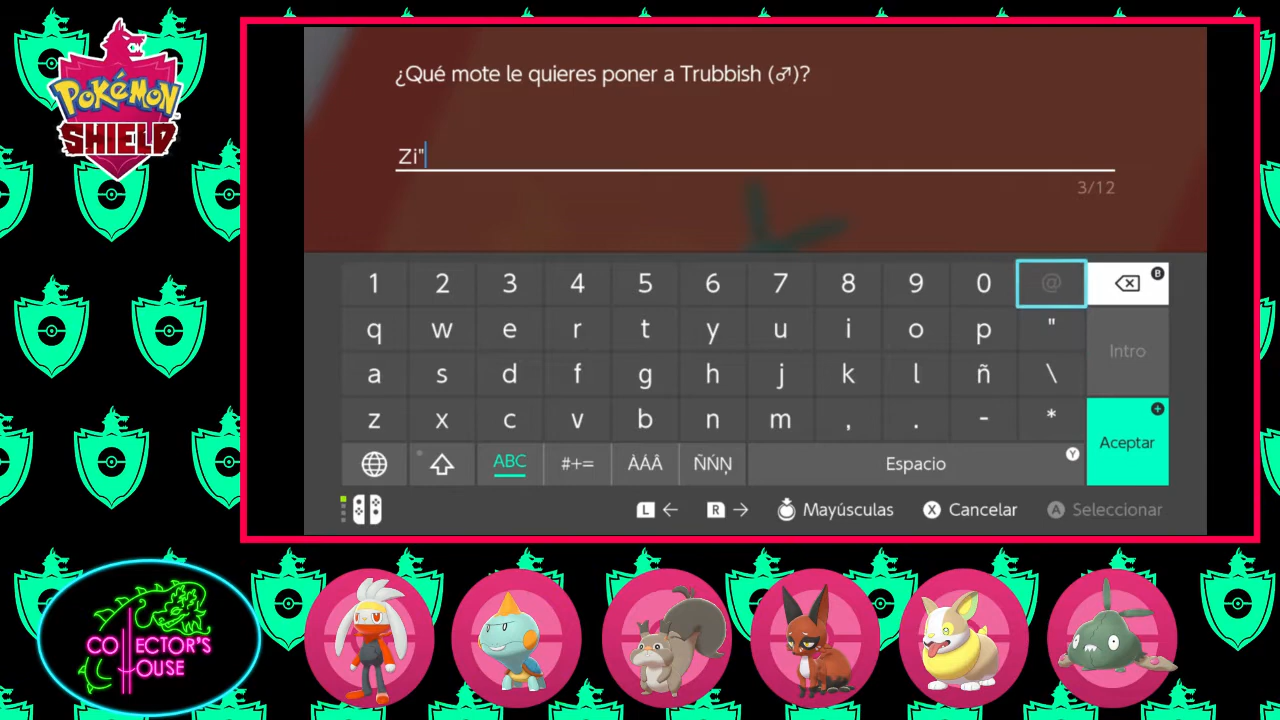 POKéMON
SHIELD
¿Qué mote le quieres poner a Trubbish (♂)?
Zi"
3/12
1 2 3 4 5 6 7 8 9 0 @ B
q w e r t y u i o p "
Intro
a s d f g h j k l ñ \
z x c v b n m , . - * +
Aceptar
ABC #+= ÀÁÂ ÑŃŅ Espacio Y
L ← R → Mayúsculas X Cancelar A Seleccionar
COLLECTOR'S
HOUSE